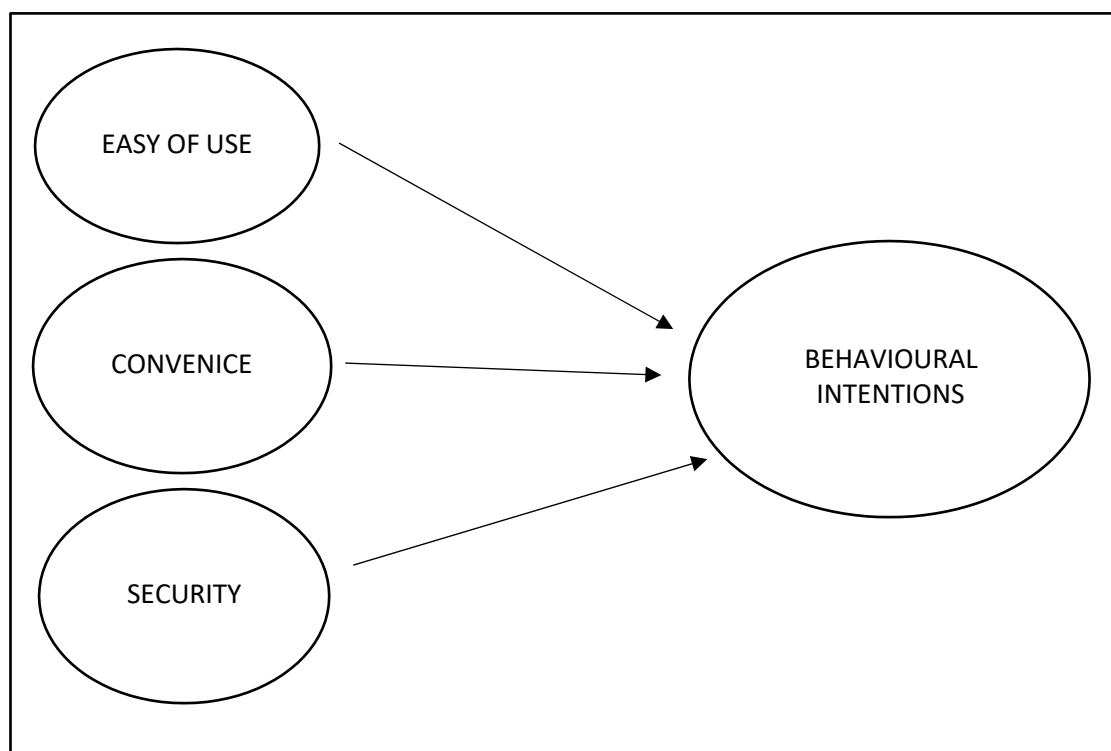 EASY OF USE
CONVENICE
BEHAVIOURAL
INTENTIONS
SECURITY